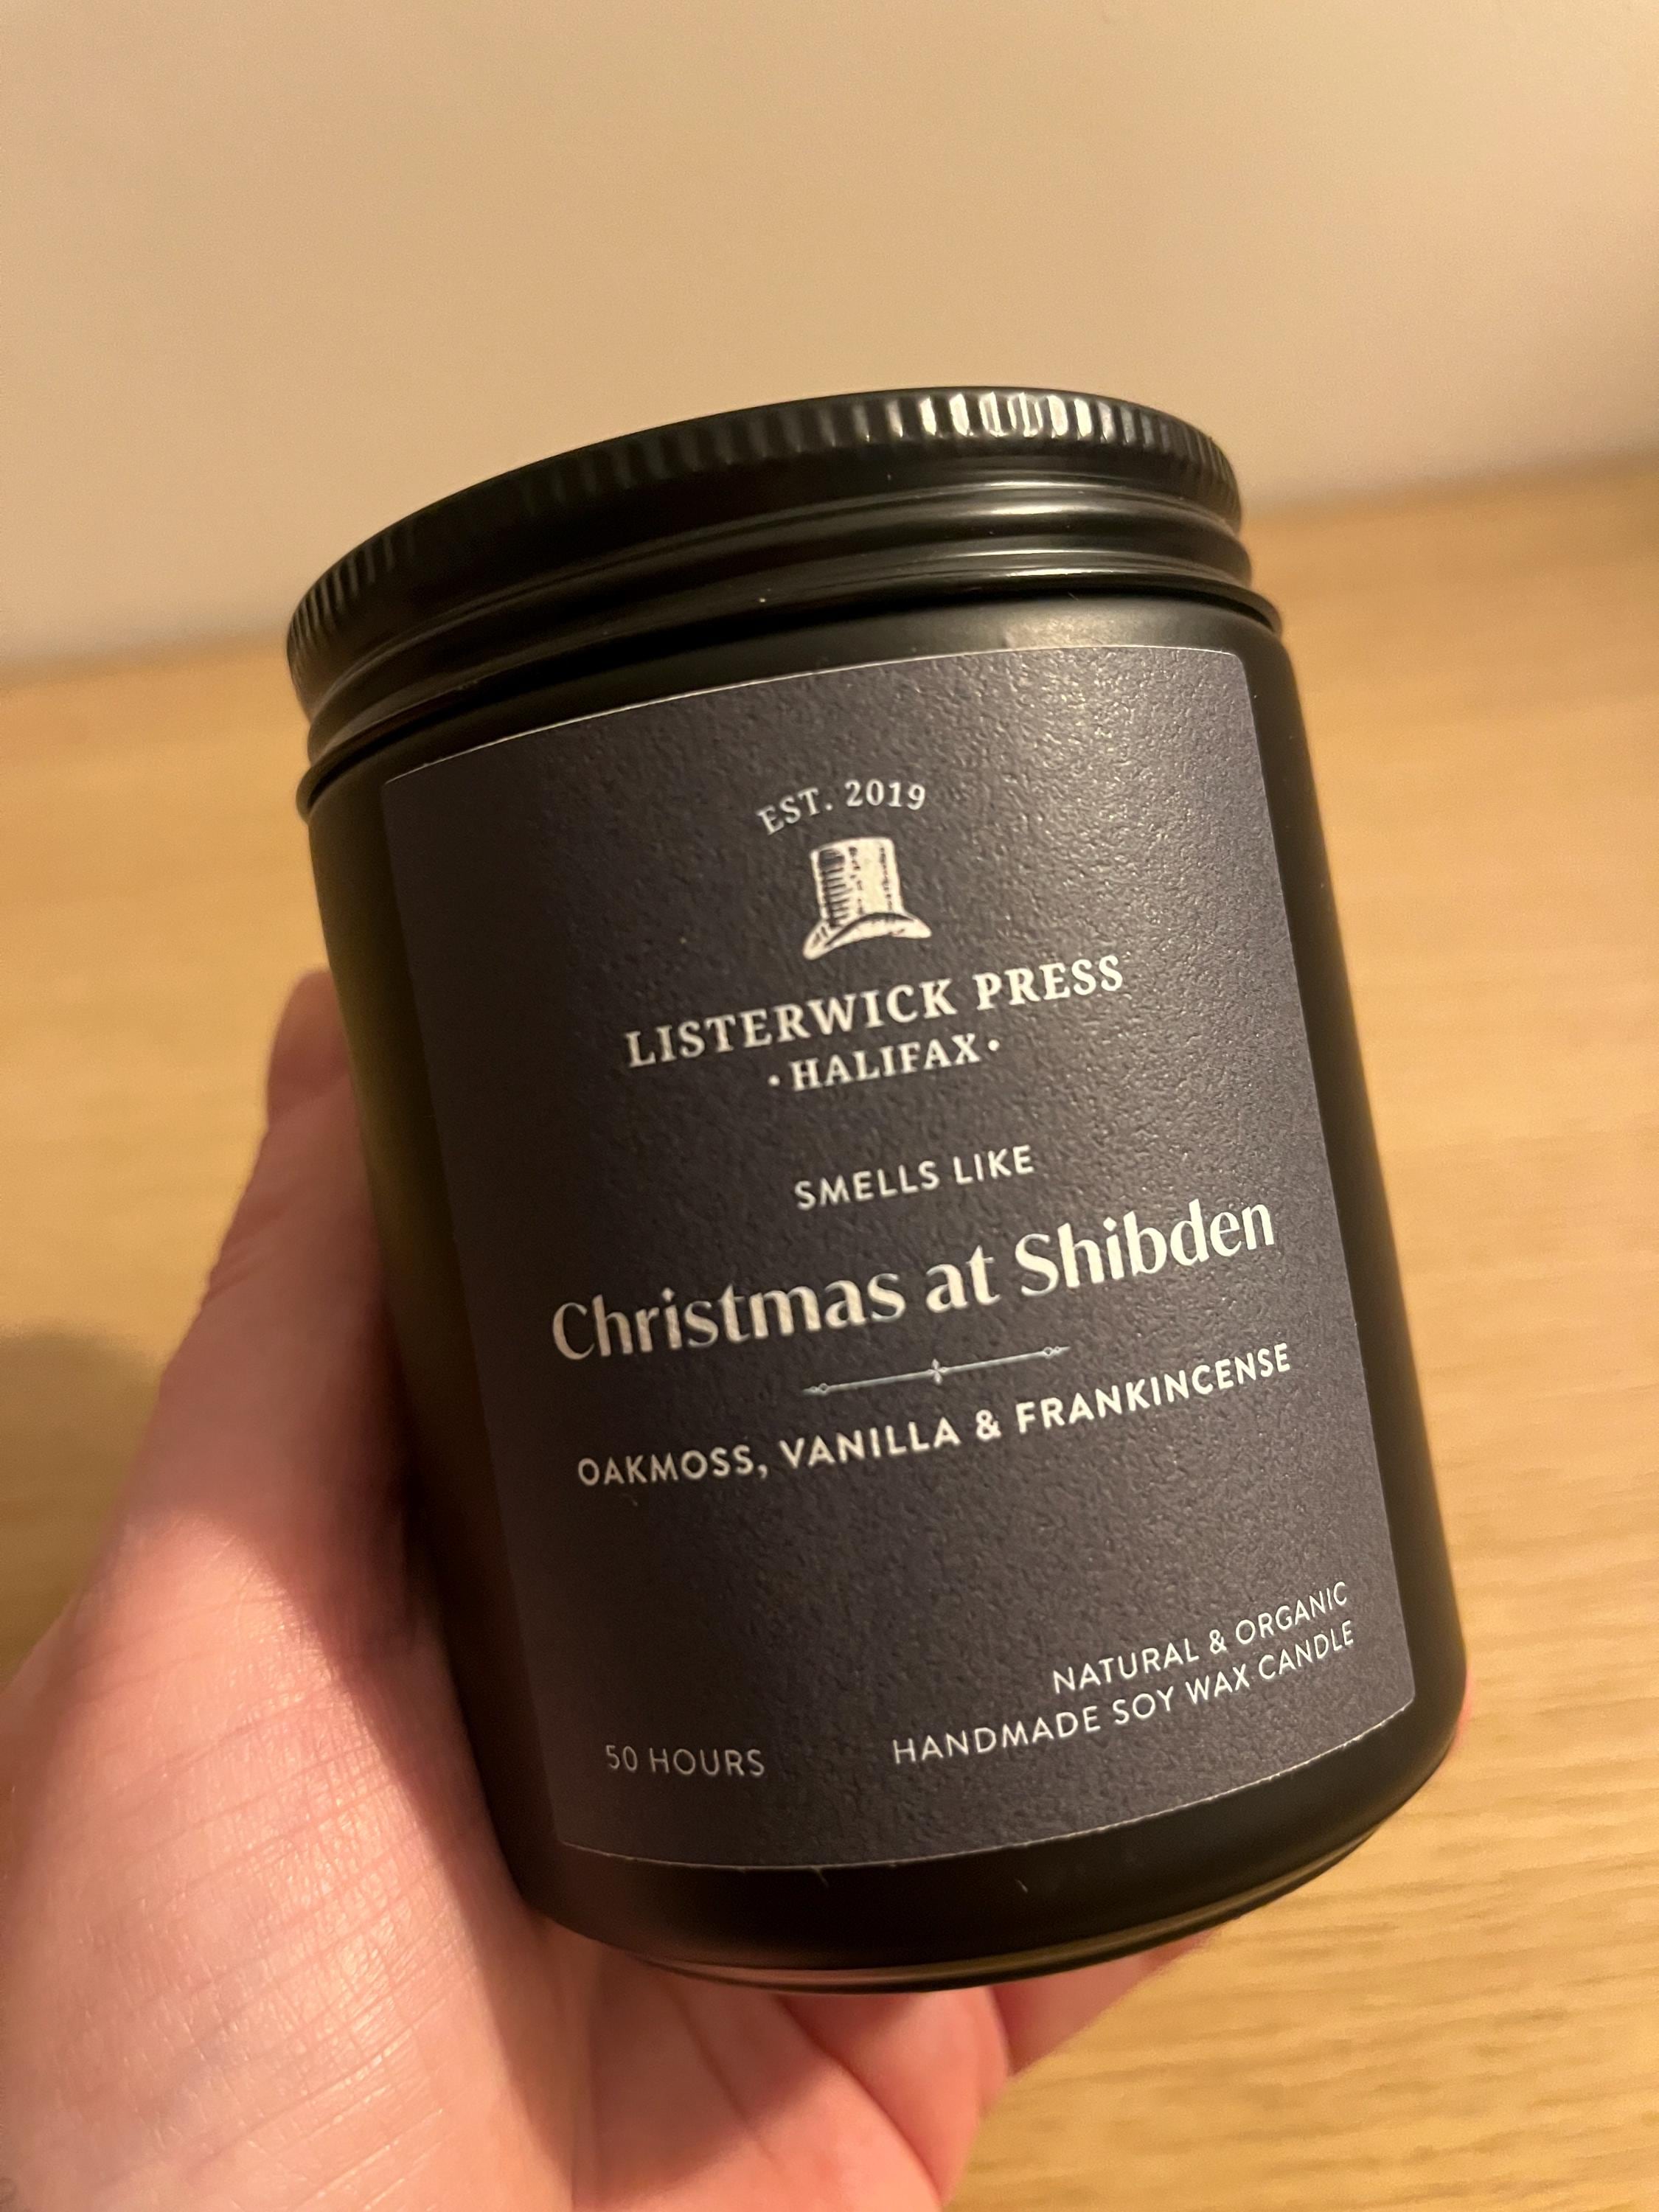 EST. 2019
LISTERWICK PRESS
·HALIFAX·
SMELLS LIKE
Christmas at Shibden
OAKMOSS, VANILLA & FRANKINCENSE
50 HOURS
NATURAL & ORGANIC
HANDMADE SOY WAX CANDLE